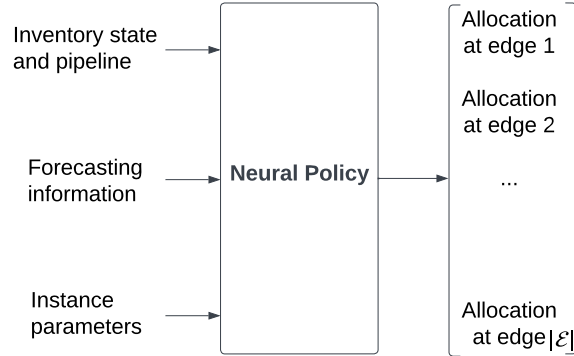 Inventory state
and pipeline
Forecasting
information
Instance
parameters
Neural Policy
Allocation
at edge 1
Allocation
at edge 2
...
Allocation
at edge |ℰ|